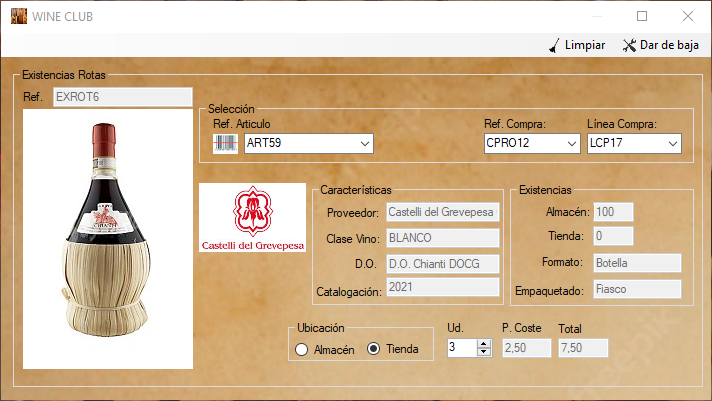 WINE CLUB
Limpiar
Dar de baja
Existencias Rotas
Ref. EXROT6
Selección
Ref. Articulo
Ref. Compra:
Línea Compra:
ART59
CPRO12
LCP17
CHIANTI
Castelli del Grevepesa
Características
Proveedor: Castelli del Grevepesa
Clase Vino: BLANCO
D.O. D.O. Chianti DOCG
Catalogación: 2021
Existencias
Almacén: 100
Tienda: 0
Formato: Botella
Empaquetado: Fiasco
Ubicación
Almacén
Tienda
Ud.
P. Coste
Total
3
2,50
7,50